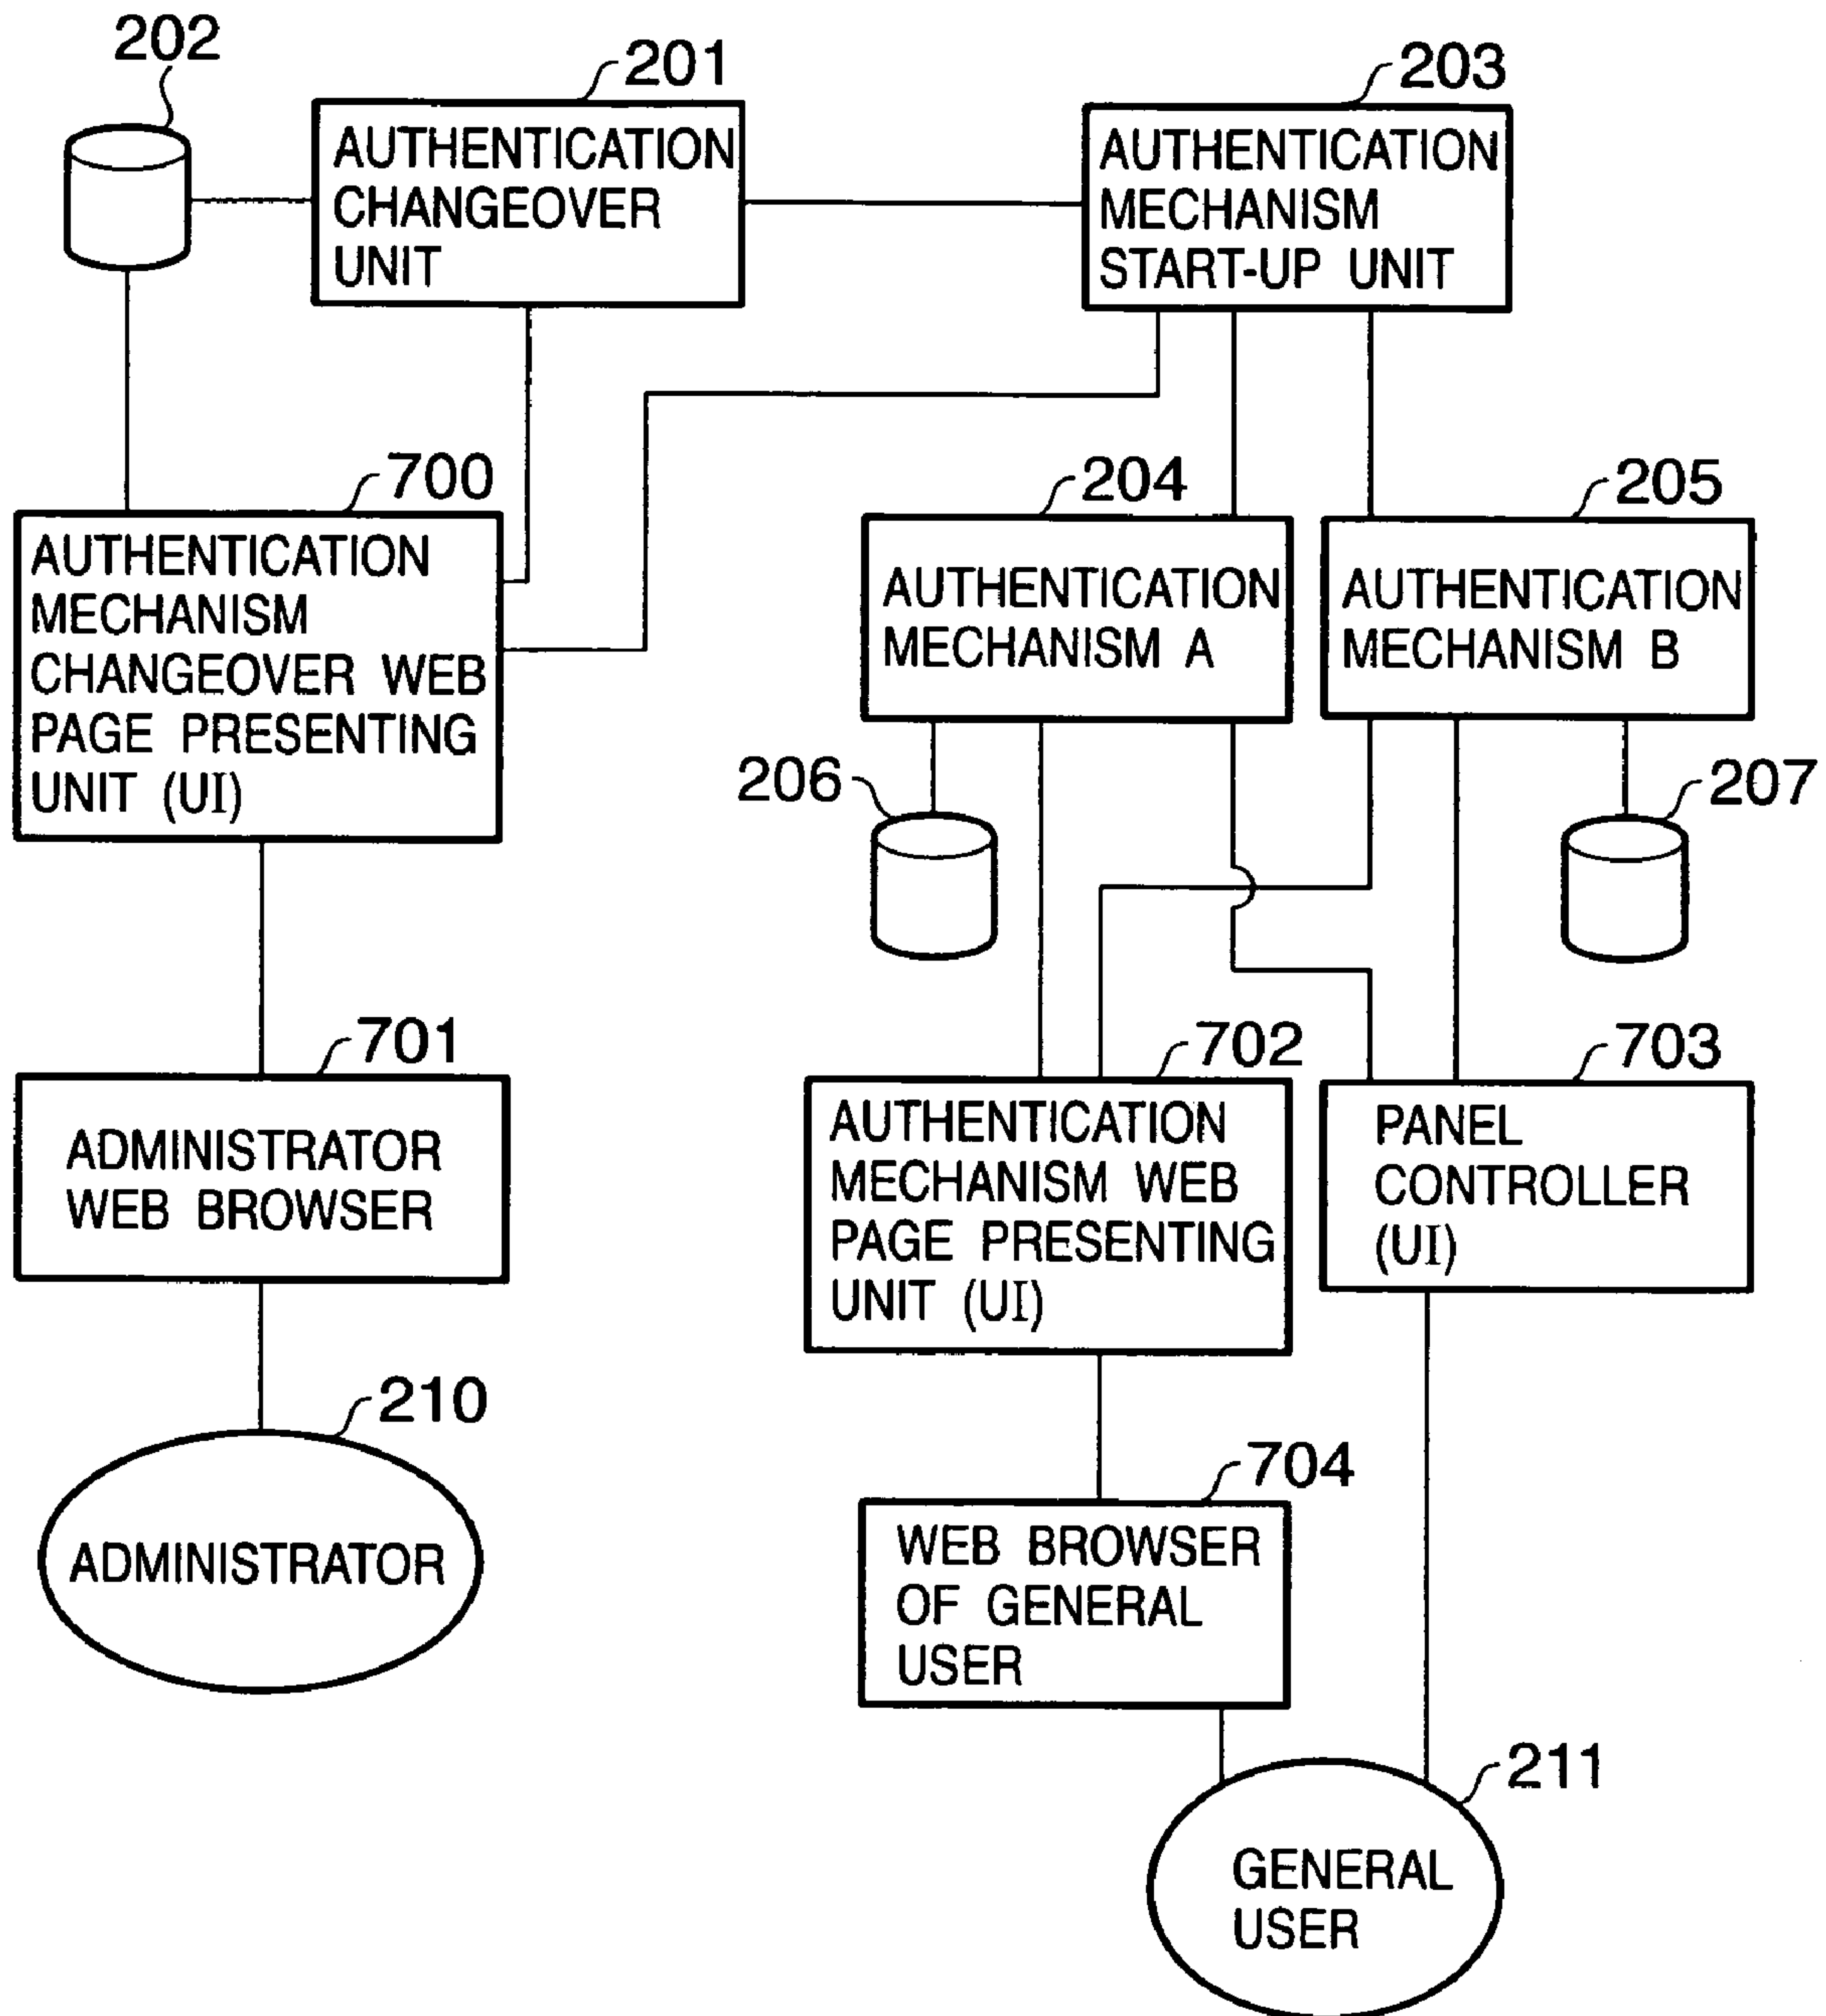 202
201
203
AUTHENTICATION
CHANGEOVER
UNIT
AUTHENTICATION
MECHANISM
START-UP UNIT
700
204
205
AUTHENTICATION
MECHANISM
CHANGEOVER WEB
PAGE PRESENTING
UNIT (UI)
AUTHENTICATION
MECHANISM A
AUTHENTICATION
MECHANISM B
206
207
701
702
703
ADMINISTRATOR
WEB BROWSER
AUTHENTICATION
MECHANISM WEB
PAGE PRESENTING
UNIT (UI)
PANEL
CONTROLLER
(UI)
210
ADMINISTRATOR
704
WEB BROWSER
OF GENERAL
USER
211
GENERAL
USER